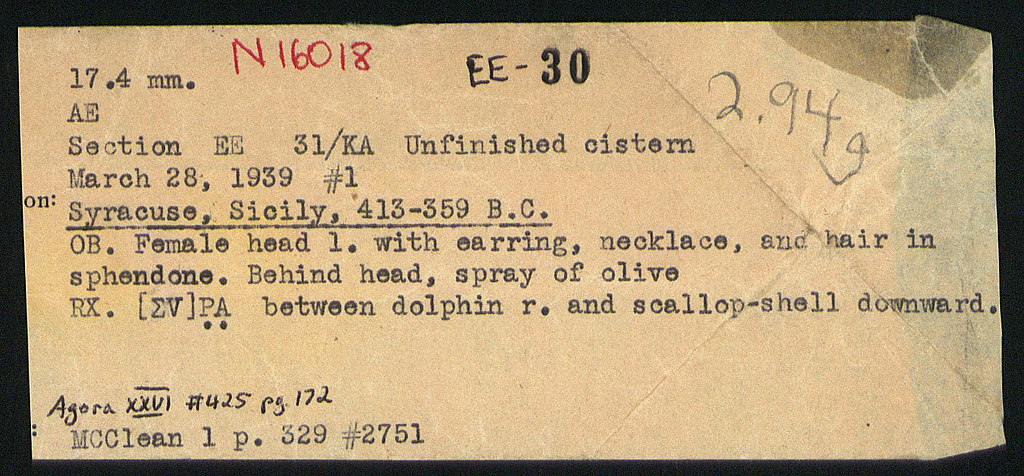 N16018
EE-30
2.94g
17.4 mm.
AE
Section EE 31/KA Unfinished cistern
March 28, 1939 #1
on:
Syracuse, Sicily, 413-359 B.C.
OB. Female head l. with earring, necklace, and hair in
sphendone. Behind head, spray of olive
RX. [ΣV]P̣Ạ between dolphin r. and scallop-shell downward.
Agora XXVI #425 pg. 172
: MCClean 1 p. 329 #2751